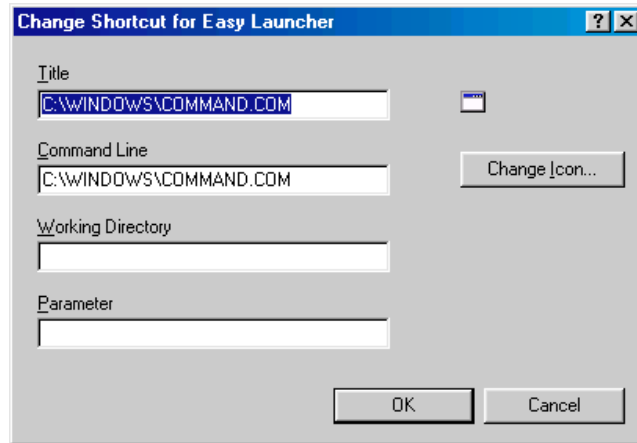 Change Shortcut for Easy Launcher
Title
C:\WINDOWS\COMMAND.COM
Command Line
C:\WINDOWS\COMMAND.COM
Change Icon...
Working Directory
Parameter
OK
Cancel